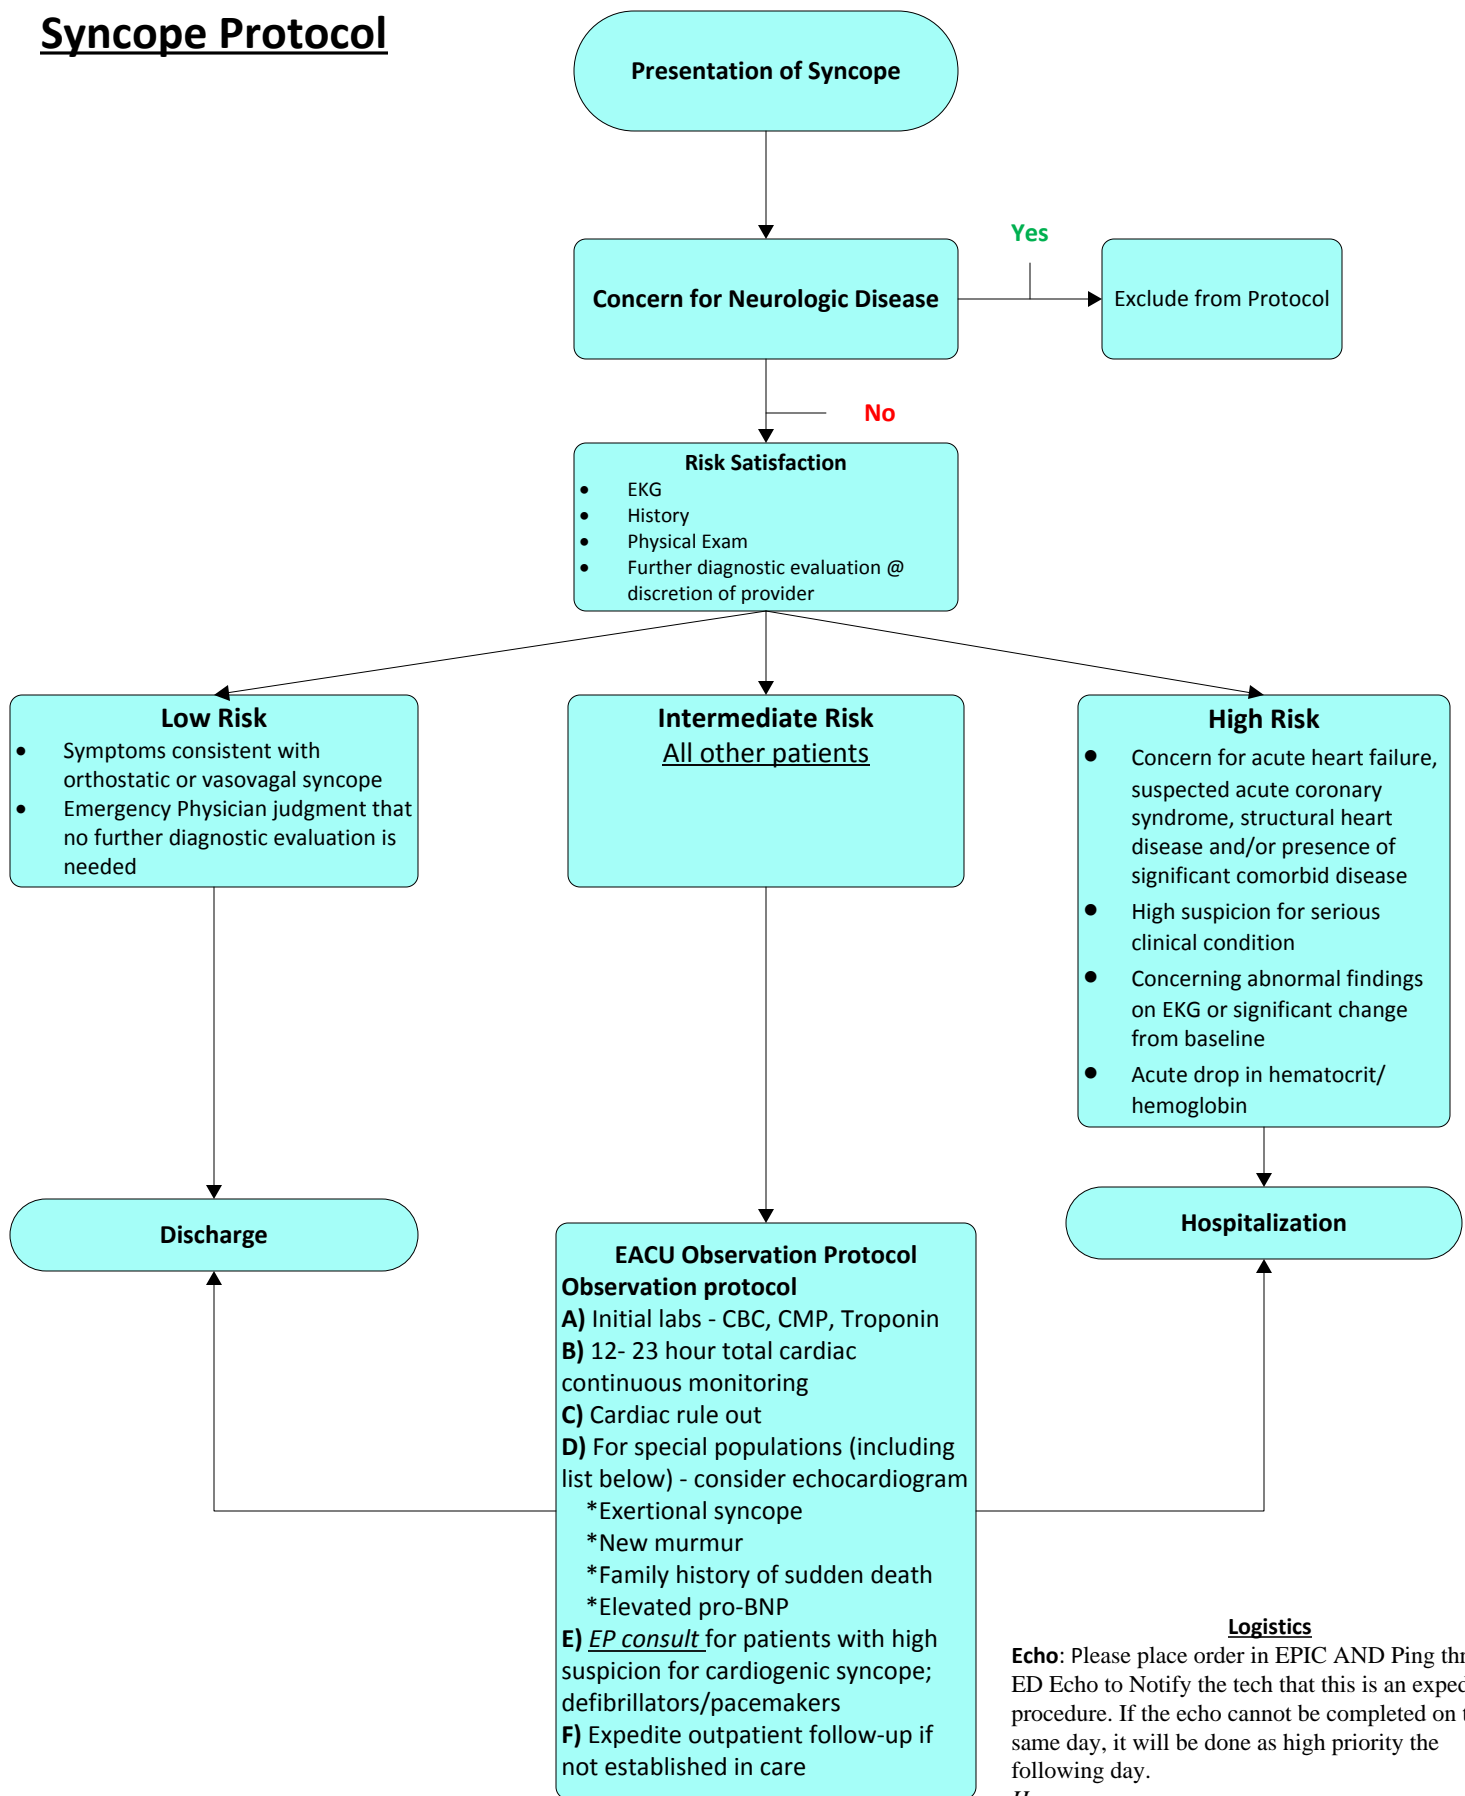 Syncope Protocol
Presentation of Syncope
Yes
Concern for Neurologic Disease
Exclude from Protocol
No
Risk Satisfaction
• EKG
• History
• Physical Exam
• Further diagnostic evaluation @
discretion of provider
Low Risk
• Symptoms consistent with
orthostatic or vasovagal syncope
• Emergency Physician judgment that
no further diagnostic evaluation is
needed
Intermediate Risk
All other patients
High Risk
• Concern for acute heart failure,
suspected acute coronary
syndrome, structural heart
disease and/or presence of
significant comorbid disease
• High suspicion for serious
clinical condition
• Concerning abnormal findings
on EKG or significant change
from baseline
• Acute drop in hematocrit/
hemoglobin
Discharge
Hospitalization
EACU Observation Protocol
Observation protocol
A) Initial labs - CBC, CMP, Troponin
B) 12- 23 hour total cardiac
continuous monitoring
C) Cardiac rule out
D) For special populations (including
list below) - consider echocardiogram
*Exertional syncope
*New murmur
*Family history of sudden death
*Elevated pro-BNP
E) EP consult for patients with high
suspicion for cardiogenic syncope;
defibrillators/pacemakers
F) Expedite outpatient follow-up if
not established in care
Logistics
Echo: Please place order in EPIC AND Ping
ED Echo to Notify the tech that this is an
procedure. If the echo cannot be completed on
same day, it will be done as high priority the
following day.